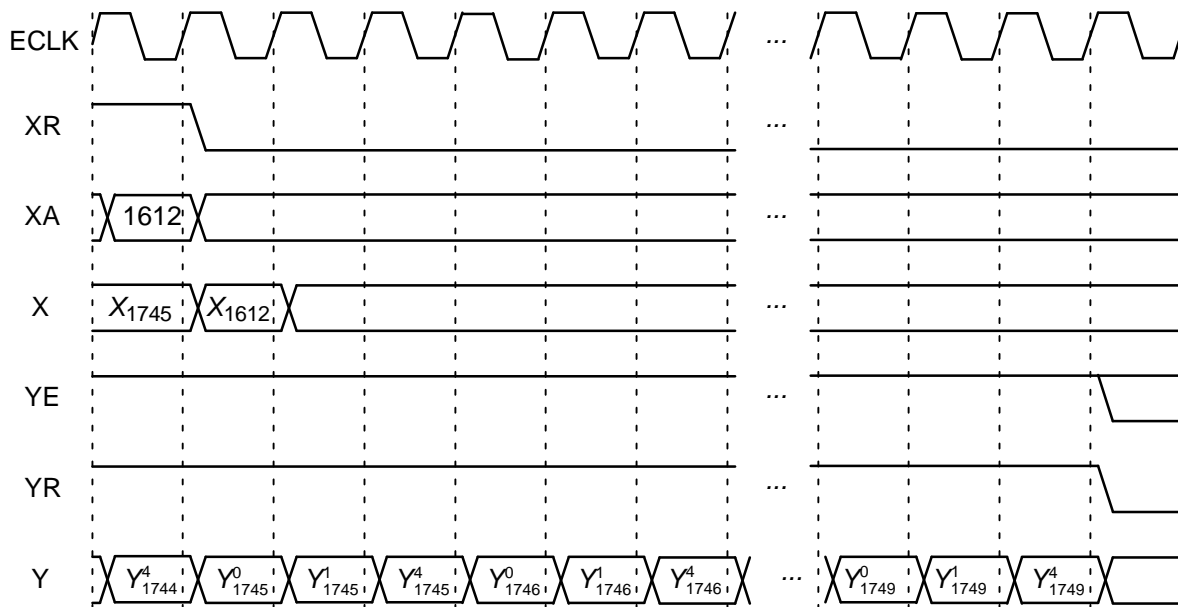 ECLK ...
XR ...
XA 1612 ...
X X1745 X1612 ...
YE ...
YR ...
Y Y⁴1744 Y⁰1745 Y¹1745 Y⁴1745 Y⁰1746 Y¹1746 Y⁴1746 ... Y⁰1749 Y¹1749 Y⁴1749